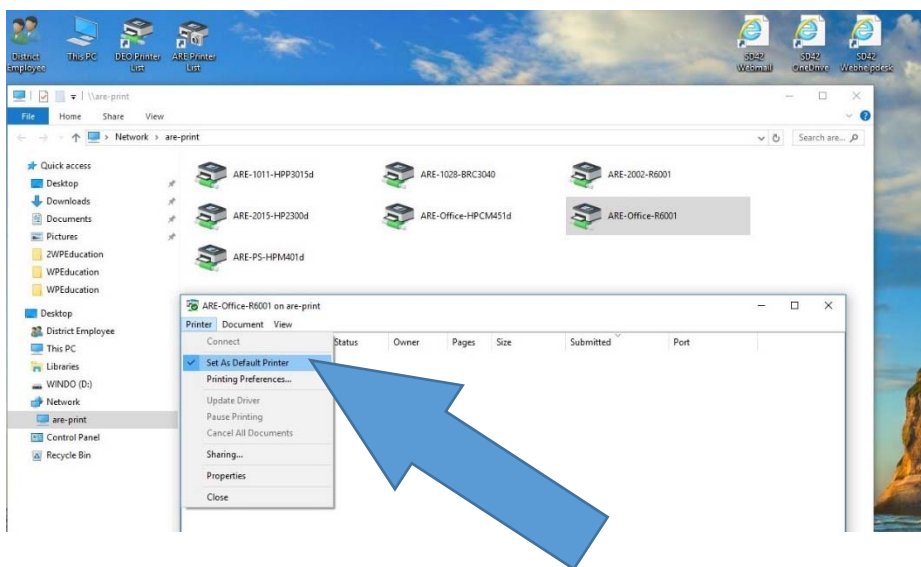 District Employee
This PC
DEO Printer List
ARE Printer List
SD42 Webmail
SD42 OneDrive
SD42 Webhelpdesk
\\are-print
File Home Share View
Network > are-print
Search are...
Quick access
Desktop
Downloads
Documents
Pictures
2WPEducation
WPEducation
WPEducation
Desktop
District Employee
This PC
Libraries
WINDO (D:)
Network
are-print
Control Panel
Recycle Bin
ARE-1011-HPP3015d
ARE-1028-BRC3040
ARE-2002-R6001
ARE-2015-HP2300d
ARE-Office-HPCM451d
ARE-Office-R6001
ARE-PS-HPM401d
ARE-Office-R6001 on are-print
Printer Document View
Status Owner Pages Size Submitted Port
Connect
Set As Default Printer
Printing Preferences...
Update Driver
Pause Printing
Cancel All Documents
Sharing...
Properties
Close